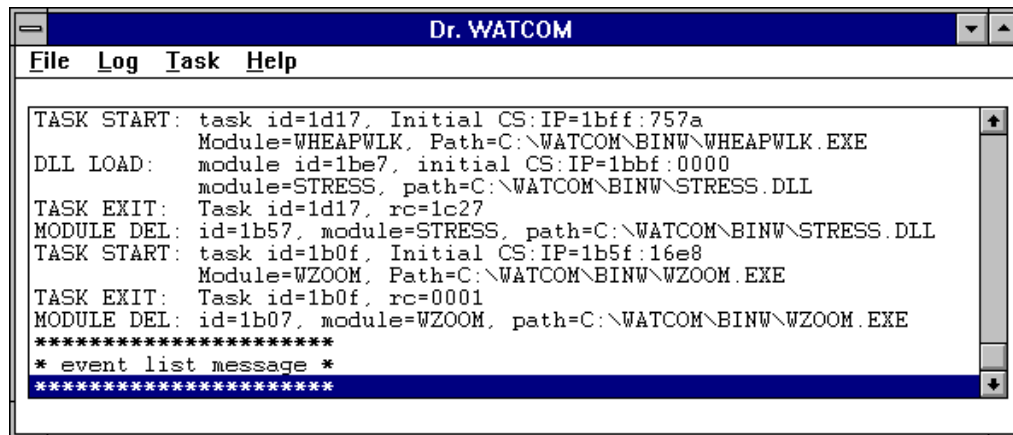 Dr. WATCOM
File Log Task Help
TASK START: task id=1d17, Initial CS:IP=1bff:757a
Module=WHEAPWLK, Path=C:\WATCOM\BINW\WHEAPWLK.EXE
DLL LOAD: module id=1be7, initial CS:IP=1bbf:0000
module=STRESS, path=C:\WATCOM\BINW\STRESS.DLL
TASK EXIT: Task id=1d17, rc=1c27
MODULE DEL: id=1b57, module=STRESS, path=C:\WATCOM\BINW\STRESS.DLL
TASK START: task id=1b0f, Initial CS:IP=1b5f:16e8
Module=WZOOM, Path=C:\WATCOM\BINW\WZOOM.EXE
TASK EXIT: Task id=1b0f, rc=0001
MODULE DEL: id=1b07, module=WZOOM, path=C:\WATCOM\BINW\WZOOM.EXE
**********************
* event list message *
**********************